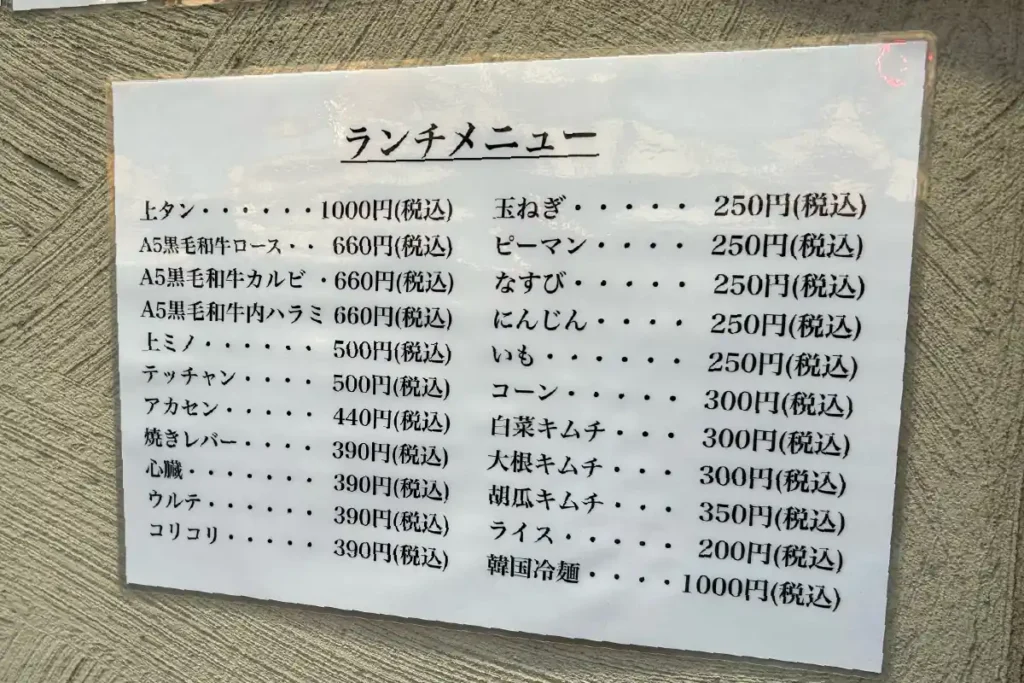 ランチメニュー
上タン・・・・・・1000円(税込)
A5黒毛和牛ロース・・ 660円(税込)
A5黒毛和牛カルビ ・660円(税込)
A5黒毛和牛内ハラミ 660円(税込)
上ミノ・・・・・・ 500円(税込)
テッチャン・・・・ 500円(税込)
アカセン・・・・・ 440円(税込)
焼きレバー・・・・ 390円(税込)
心臓・・・・・・・ 390円(税込)
ウルテ・・・・・・ 390円(税込)
コリコリ・・・・・ 390円(税込)
玉ねぎ・・・・・ 250円(税込)
ピーマン・・・・ 250円(税込)
なすび・・・・・ 250円(税込)
にんじん・・・・ 250円(税込)
いも・・・・・・ 250円(税込)
コーン・・・・・ 300円(税込)
白菜キムチ・・・ 300円(税込)
大根キムチ・・・ 300円(税込)
胡瓜キムチ・・・ 350円(税込)
ライス・・・・・ 200円(税込)
韓国冷麺・・・・1000円(税込)